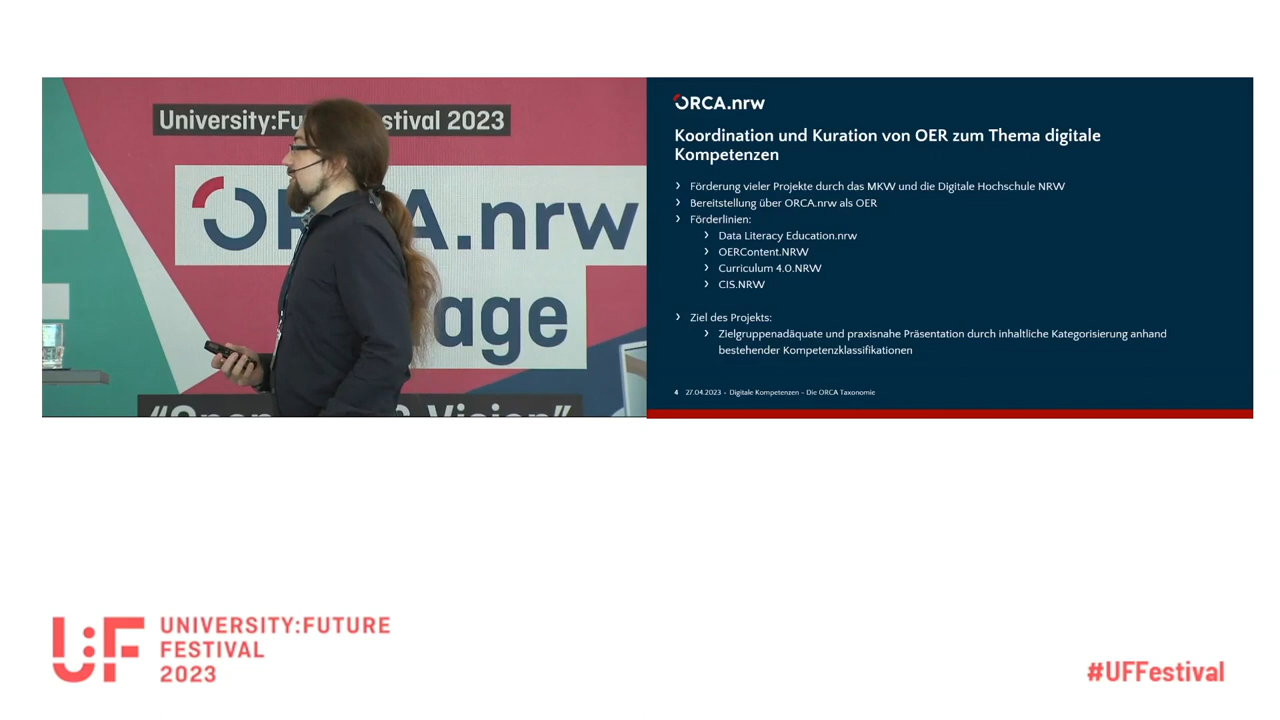 University:Fu stival 2023
ORCA.nrw
age
ORCA.nrw
Koordination und Kuration von OER zum Thema digitale
Kompetenzen
› Förderung vieler Projekte durch das MKW und die Digitale Hochschule NRW
› Bereitstellung über ORCA.nrw als OER
› Förderlinien:
› Data Literacy Education.nrw
› OERContent.NRW
› Curriculum 4.0.NRW
› CIS.NRW
› Ziel des Projekts:
› Zielgruppenadäquate und praxisnahe Präsentation durch inhaltliche Kategorisierung anhand
bestehender Kompetenzklassifikationen
4 27.04.2023 - Digitale Kompetenzen - Die ORCA Taxonomie
U:F UNIVERSITY:FUTURE
FESTIVAL
2023
#UFFestival